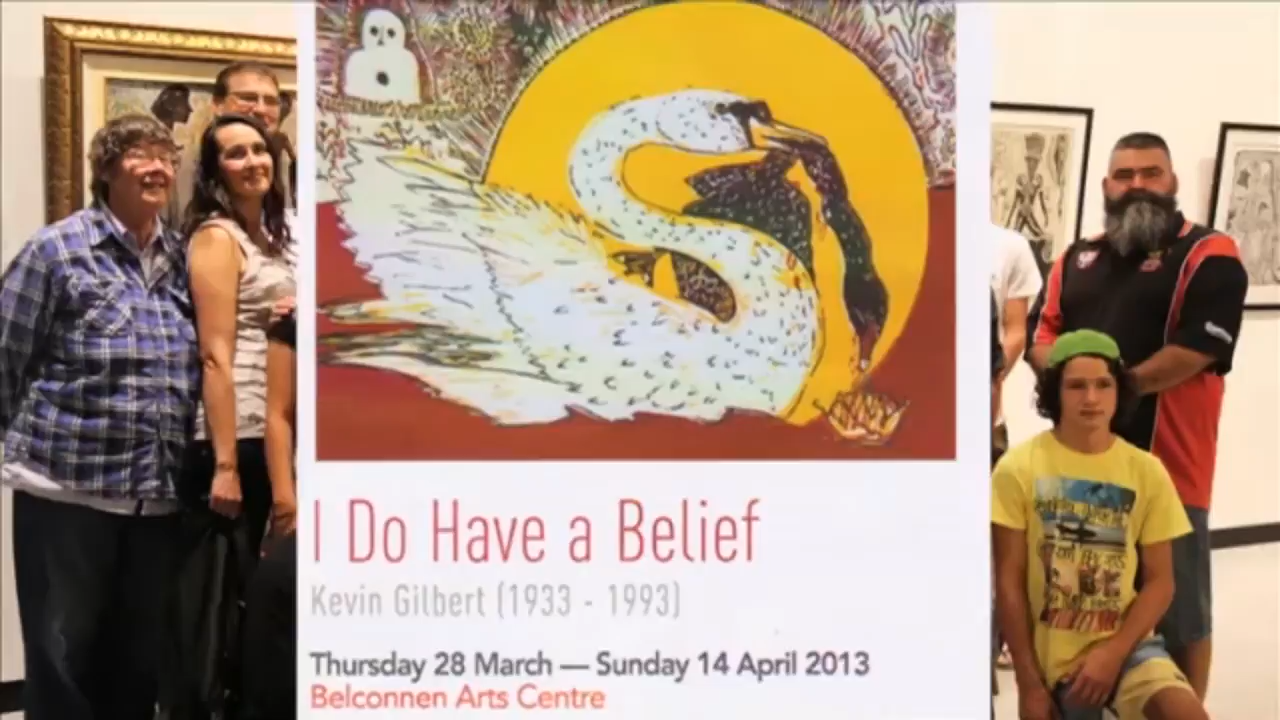 I Do Have a Belief
Kevin Gilbert (1933 - 1993)
Thursday 28 March — Sunday 14 April 2013
Belconnen Arts Centre